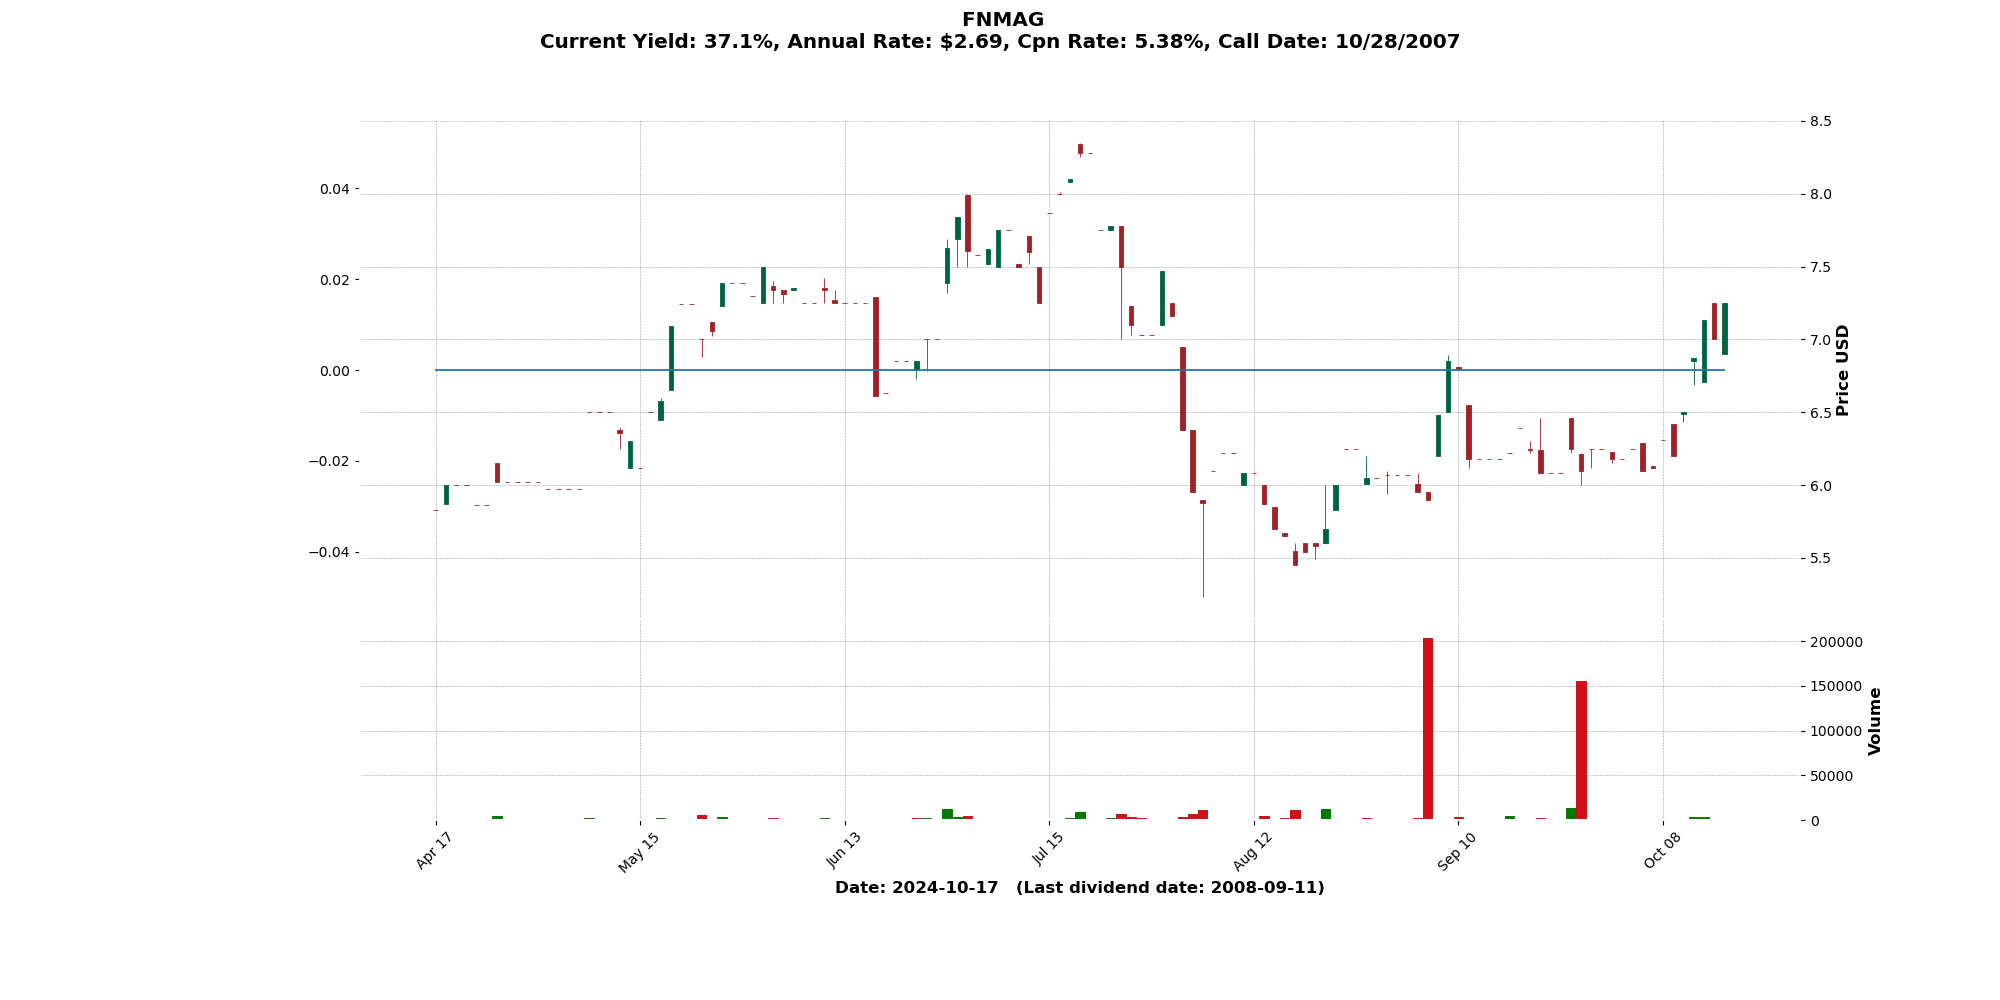 FNMAG
Current Yield: 37.1%, Annual Rate: $2.69, Cpn Rate: 5.38%, Call Date: 10/28/2007
0.04
0.02
0.00
−0.02
−0.04
8.5
8.0
7.5
7.0
6.5
6.0
5.5
Price USD
200000
150000
100000
50000
0
Volume
Apr 17
May 15
Jun 13
Jul 15
Aug 12
Sep 10
Oct 08
Date: 2024-10-17   (Last dividend date: 2008-09-11)